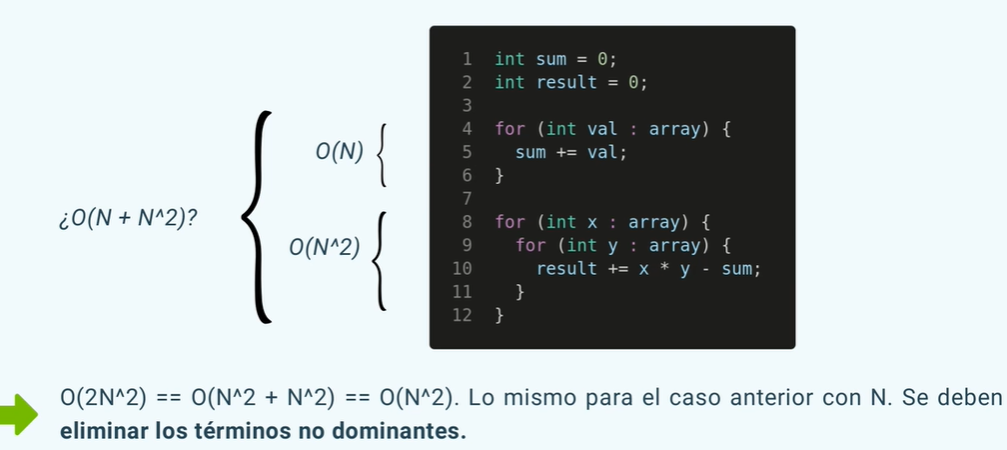 ¿O(N + N^2)?
O(N)
O(N^2)
1 int sum = 0;
2 int result = 0;
3
4 for (int val : array) {
5 sum += val;
6 }
7
8 for (int x : array) {
9 for (int y : array) {
10 result += x * y - sum;
11 }
12 }
O(2N^2) == O(N^2 + N^2) == O(N^2). Lo mismo para el caso anterior con N. Se deben
eliminar los términos no dominantes.